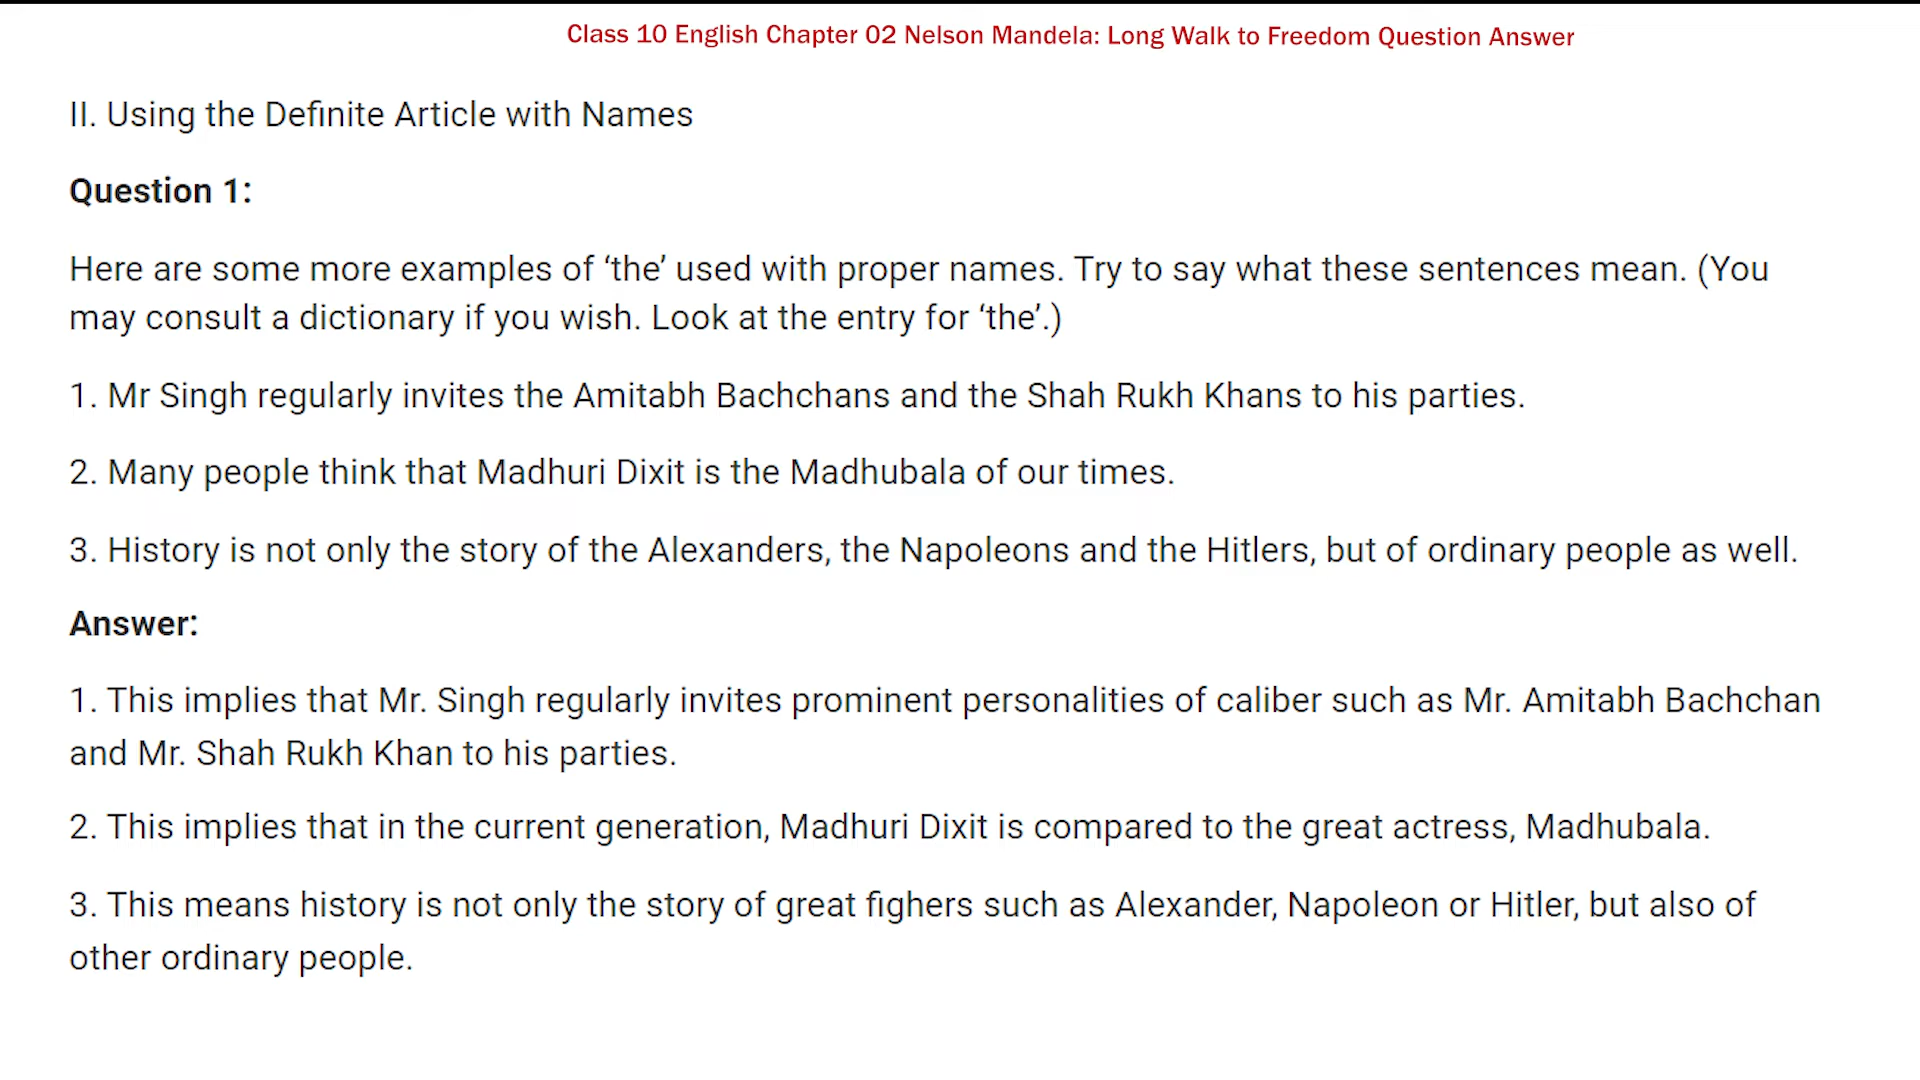 Class 10 English Chapter 02 Nelson Mandela: Long Walk to Freedom Question Answer
II. Using the Definite Article with Names
Question 1:
Here are some more examples of ‘the’ used with proper names. Try to say what these sentences mean. (You
may consult a dictionary if you wish. Look at the entry for ‘the’.)
1. Mr Singh regularly invites the Amitabh Bachchans and the Shah Rukh Khans to his parties.
2. Many people think that Madhuri Dixit is the Madhubala of our times.
3. History is not only the story of the Alexanders, the Napoleons and the Hitlers, but of ordinary people as well.
Answer:
1. This implies that Mr. Singh regularly invites prominent personalities of caliber such as Mr. Amitabh Bachchan
and Mr. Shah Rukh Khan to his parties.
2. This implies that in the current generation, Madhuri Dixit is compared to the great actress, Madhubala.
3. This means history is not only the story of great fighers such as Alexander, Napoleon or Hitler, but also of
other ordinary people.